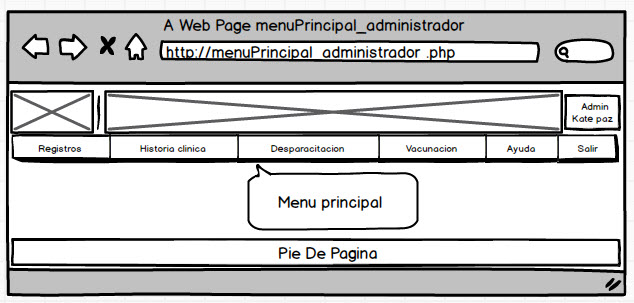 A Web Page menuPrincipal_administrador
http://menuPrincipal_administrador .php
Admin
Kate paz
Registros
Historia clinica
Desparacitacion
Vacunacion
Ayuda
Salir
Menu principal
Pie De Pagina